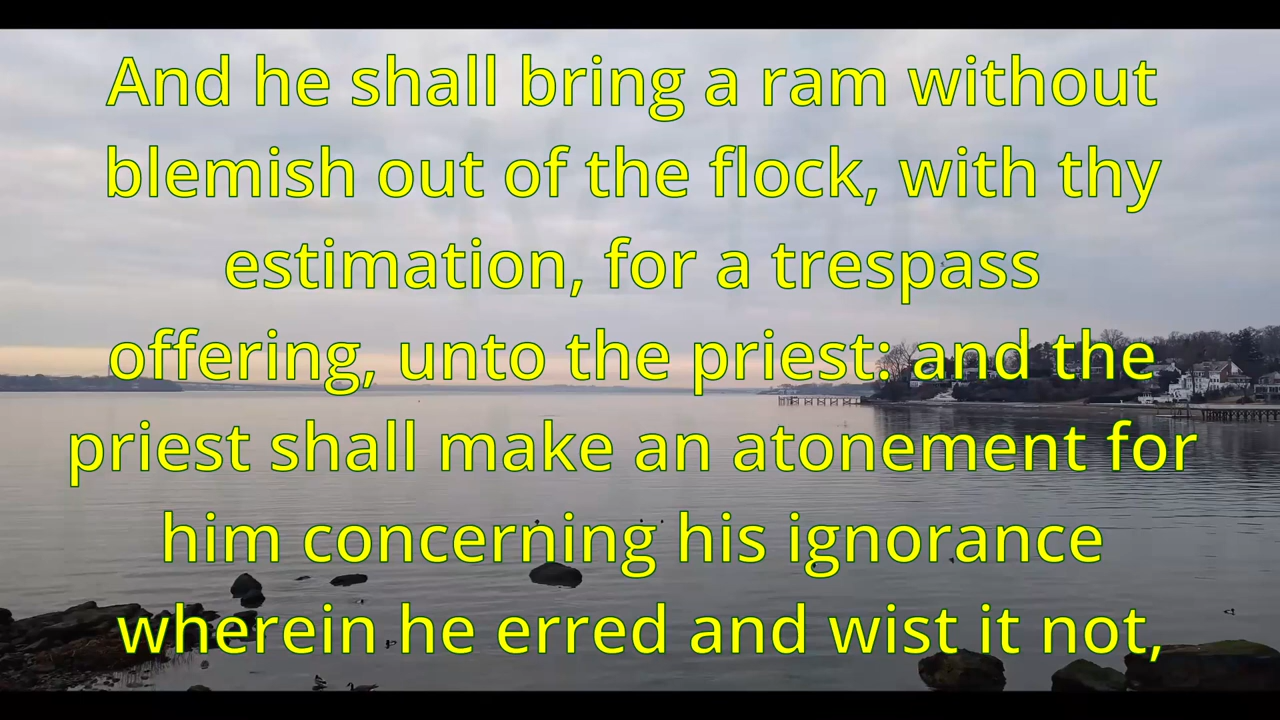 And he shall bring a ram without
blemish out of the flock, with thy
estimation, for a trespass
offering, unto the priest: and the
priest shall make an atonement for
him concerning his ignorance
wherein he erred and wist it not,